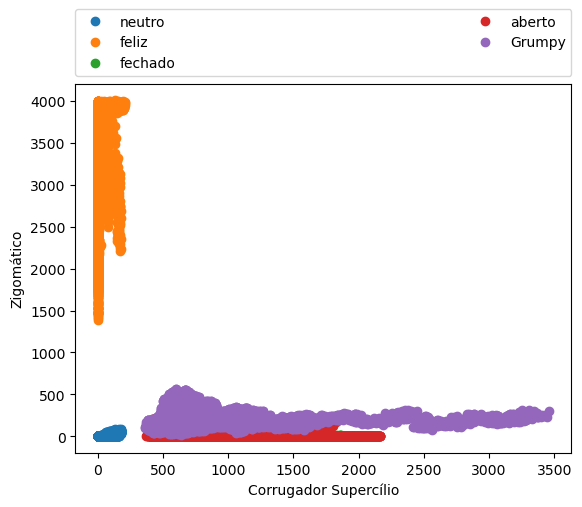 neutro
feliz
fechado
aberto
Grumpy
4000
3500
3000
2500
2000
1500
1000
500
0
Zigomático
0 500 1000 1500 2000 2500 3000 3500
Corrugador Supercílio